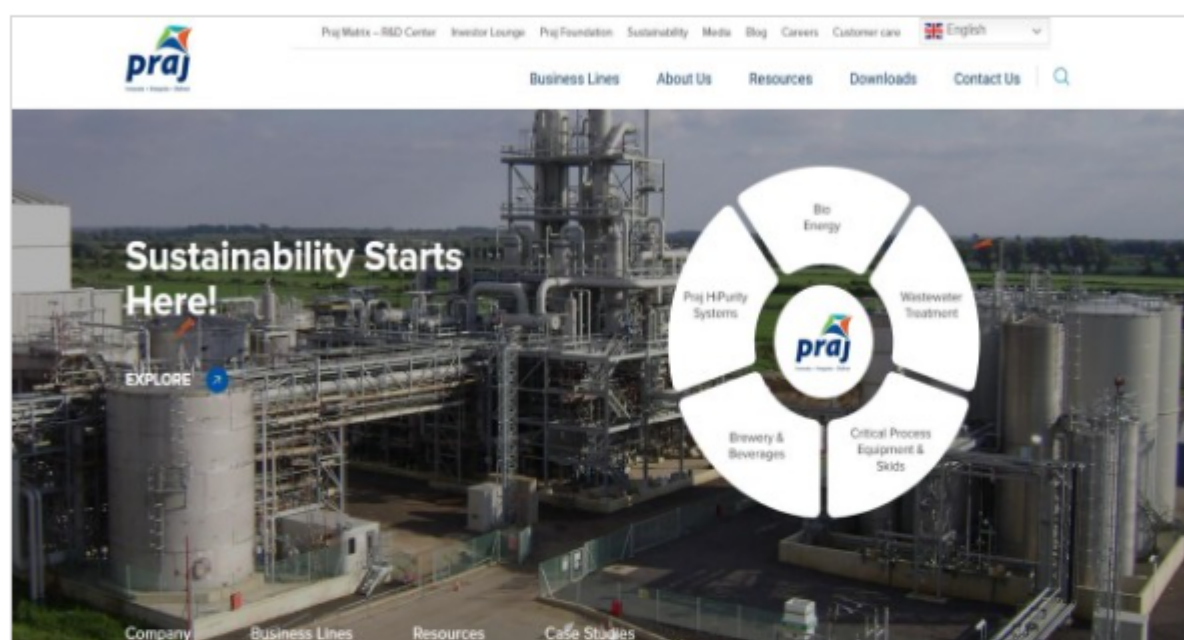 Praj Matrix – R&D Center Investor Lounge Praj Foundation Sustainability Media Blog Careers Customer care English
praj
Business Lines About Us Resources Downloads Contact Us
Sustainability Starts
Here!
EXPLORE
Bio
Energy
Wastewater
Treatment
Critical Process
Equipment &
Skids
Brewery &
Beverages
Praj HiPurity
Systems
praj
Company Business Lines Resources Case Studies